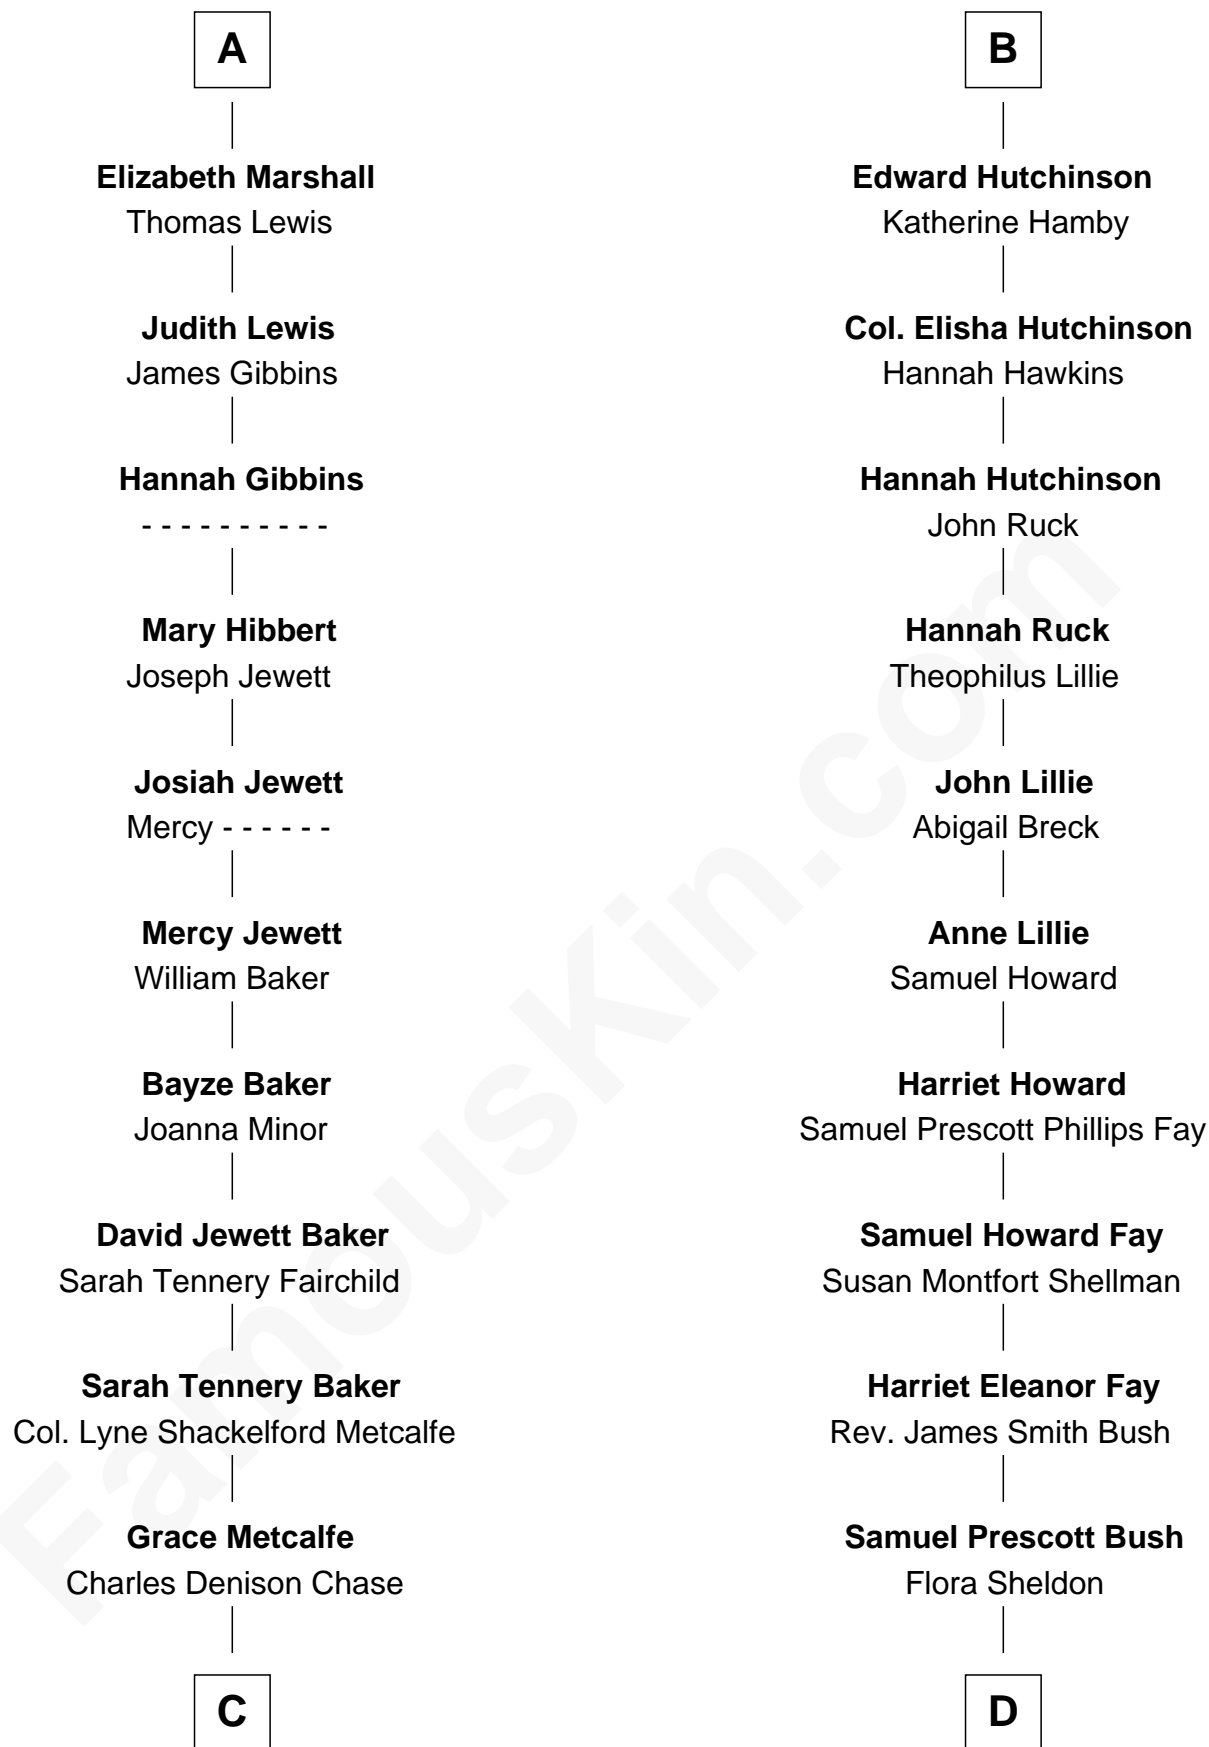 A
Elizabeth Marshall
Thomas Lewis
Judith Lewis
James Gibbins
Hannah Gibbins
- - - - - - - - - -
Mary Hibbert
Joseph Jewett
Josiah Jewett
Mercy - - - - - -
Mercy Jewett
William Baker
Bayze Baker
Joanna Minor
David Jewett Baker
Sarah Tennery Fairchild
Sarah Tennery Baker
Col. Lyne Shackelford Metcalfe
Grace Metcalfe
Charles Denison Chase
C
B
Edward Hutchinson
Katherine Hamby
Col. Elisha Hutchinson
Hannah Hawkins
Hannah Hutchinson
John Ruck
Hannah Ruck
Theophilus Lillie
John Lillie
Abigail Breck
Anne Lillie
Samuel Howard
Harriet Howard
Samuel Prescott Phillips Fay
Samuel Howard Fay
Susan Montfort Shellman
Harriet Eleanor Fay
Rev. James Smith Bush
Samuel Prescott Bush
Flora Sheldon
D
FamousKin.com